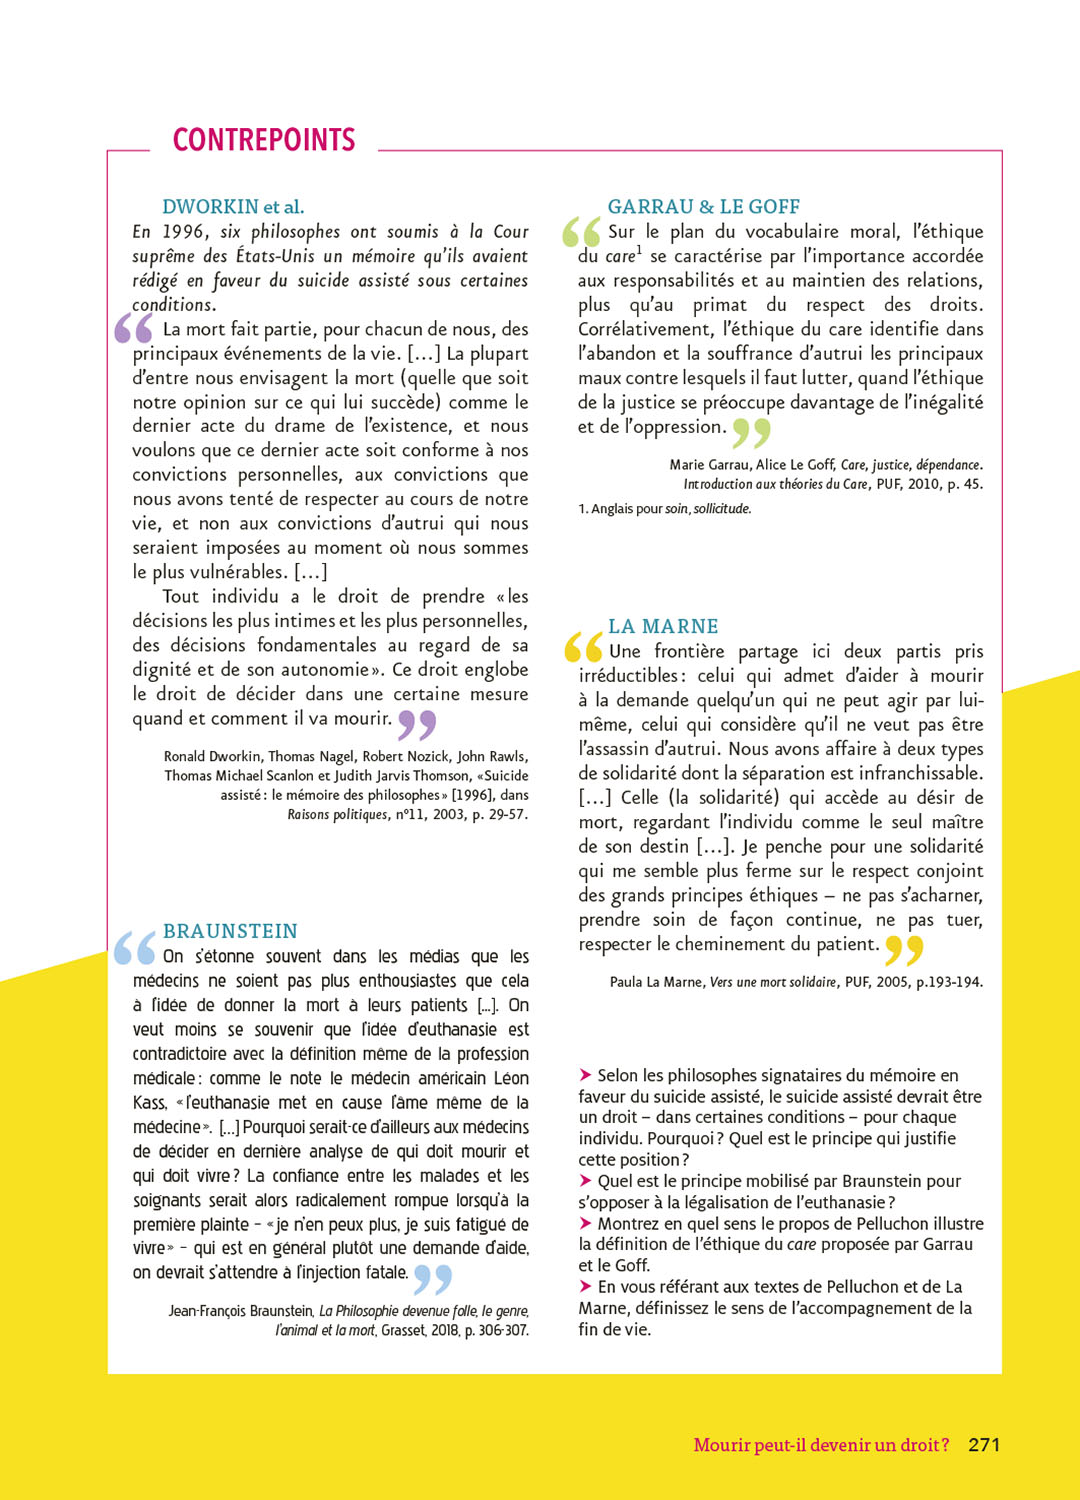 CONTREPOINTS
DWORKIN et al.
En 1996, six philosophes ont soumis à la Cour
suprême des États-Unis un mémoire qu’ils avaient
rédigé en faveur du suicide assisté sous certaines
conditions.
“ La mort fait partie, pour chacun de nous, des
principaux événements de la vie. […] La plupart
d’entre nous envisagent la mort (quelle que soit
notre opinion sur ce qui lui succède) comme le
dernier acte du drame de l’existence, et nous
voulons que ce dernier acte soit conforme à nos
convictions personnelles, aux convictions que
nous avons tenté de respecter au cours de notre
vie, et non aux convictions d’autrui qui nous
seraient imposées au moment où nous sommes
le plus vulnérables. […]
Tout individu a le droit de prendre «les
décisions les plus intimes et les plus personnelles,
des décisions fondamentales au regard de sa
dignité et de son autonomie». Ce droit englobe
le droit de décider dans une certaine mesure
quand et comment il va mourir. ”
Ronald Dworkin, Thomas Nagel, Robert Nozick, John Rawls,
Thomas Michael Scanlon et Judith Jarvis Thomson, «Suicide
assisté : le mémoire des philosophes» [1996], dans
Raisons politiques, n°11, 2003, p. 29-57.
BRAUNSTEIN
“ On s’étonne souvent dans les médias que les
médecins ne soient pas plus enthousiastes que cela
à l’idée de donner la mort à leurs patients […]. On
veut moins se souvenir que l’idée d’euthanasie est
contradictoire avec la définition même de la profession
médicale : comme le note le médecin américain Léon
Kass, «l’euthanasie met en cause l’âme même de la
médecine». […] Pourquoi serait-ce d’ailleurs aux médecins
de décider en dernière analyse de qui doit mourir et
qui doit vivre ? La confiance entre les malades et les
soignants serait alors radicalement rompue lorsqu’à la
première plainte – «je n’en peux plus, je suis fatigué de
vivre» – qui est en général plutôt une demande d’aide,
on devrait s’attendre à l’injection fatale. ”
Jean-François Braunstein, La Philosophie devenue folle, le genre,
l’animal et la mort, Grasset, 2018, p. 306-307.
GARRAU & LE GOFF
“ Sur le plan du vocabulaire moral, l’éthique
du care1 se caractérise par l’importance accordée
aux responsabilités et au maintien des relations,
plus qu’au primat du respect des droits.
Corrélativement, l’éthique du care identifie dans
l’abandon et la souffrance d’autrui les principaux
maux contre lesquels il faut lutter, quand l’éthique
de la justice se préoccupe davantage de l’inégalité
et de l’oppression. ”
Marie Garrau, Alice Le Goff, Care, justice, dépendance.
Introduction aux théories du Care, PUF, 2010, p. 45.
1. Anglais pour soin, sollicitude.
LA MARNE
“ Une frontière partage ici deux partis pris
irréductibles : celui qui admet d’aider à mourir
à la demande quelqu’un qui ne peut agir par lui-
même, celui qui considère qu’il ne veut pas être
l’assassin d’autrui. Nous avons affaire à deux types
de solidarité dont la séparation est infranchissable.
[…] Celle (la solidarité) qui accède au désir de
mort, regardant l’individu comme le seul maître
de son destin […]. Je penche pour une solidarité
qui me semble plus ferme sur le respect conjoint
des grands principes éthiques – ne pas s’acharner,
prendre soin de façon continue, ne pas tuer,
respecter le cheminement du patient. ”
Paula La Marne, Vers une mort solidaire, PUF, 2005, p.193-194.
➤ Selon les philosophes signataires du mémoire en
faveur du suicide assisté, le suicide assisté devrait être
un droit – dans certaines conditions – pour chaque
individu. Pourquoi ? Quel est le principe qui justifie
cette position ?
➤ Quel est le principe mobilisé par Braunstein pour
s’opposer à la légalisation de l’euthanasie ?
➤ Montrez en quel sens le propos de Pelluchon illustre
la définition de l’éthique du care proposée par Garrau
et le Goff.
➤ En vous référant aux textes de Pelluchon et de La
Marne, définissez le sens de l’accompagnement de la
fin de vie.
Mourir peut-il devenir un droit ? 271